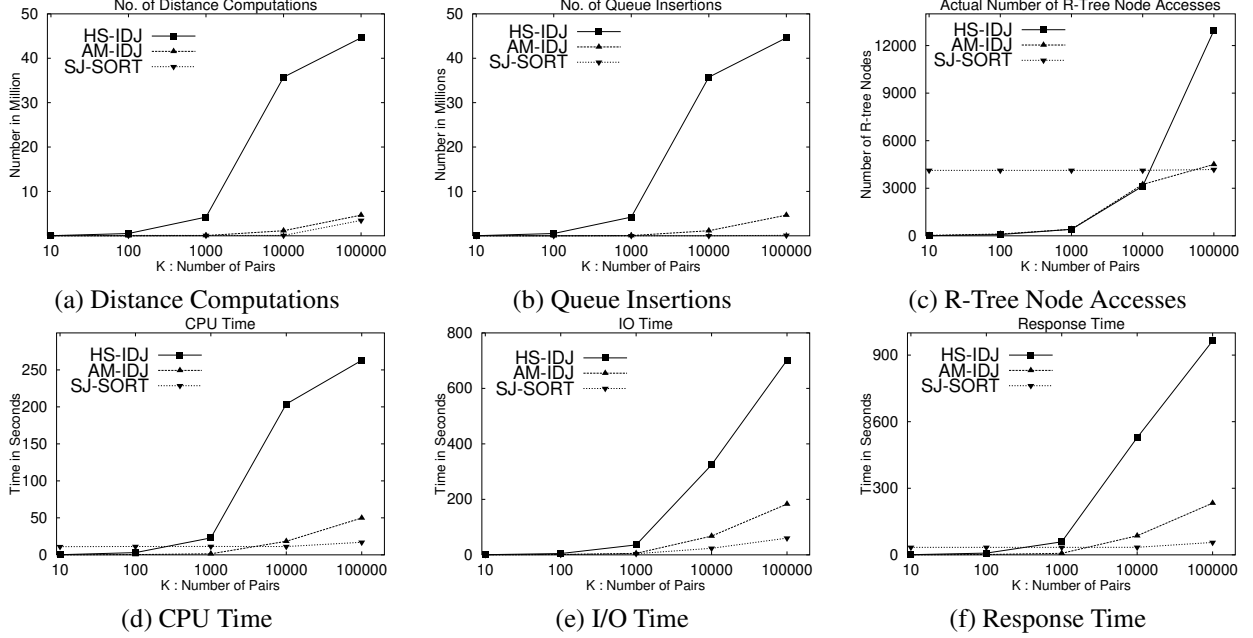 No. of Distance Computations
50
40
30
20
10
Number in Million
HS-IDJ
AM-IDJ
SJ-SORT
10 100 1000 10000 100000
K : Number of Pairs
(a) Distance Computations
No. of Queue Insertions
50
40
30
20
10
Number in Millions
HS-IDJ
AM-IDJ
SJ-SORT
10 100 1000 10000 100000
K : Number of Pairs
(b) Queue Insertions
Actual Number of R-Tree Node Accesses
12000
9000
6000
3000
0
Number of R-tree Nodes
HS-IDJ
AM-IDJ
SJ-SORT
10 100 1000 10000 100000
K : Number of Pairs
(c) R-Tree Node Accesses
CPU Time
250
200
150
100
50
0
Time in Seconds
HS-IDJ
AM-IDJ
SJ-SORT
10 100 1000 10000 100000
K : Number of Pairs
(d) CPU Time
IO Time
800
600
400
200
0
Time in Seconds
HS-IDJ
AM-IDJ
SJ-SORT
10 100 1000 10000 100000
K : Number of Pairs
(e) I/O Time
Response Time
900
600
300
0
Time in Seconds
HS-IDJ
AM-IDJ
SJ-SORT
10 100 1000 10000 100000
K : Number of Pairs
(f) Response Time